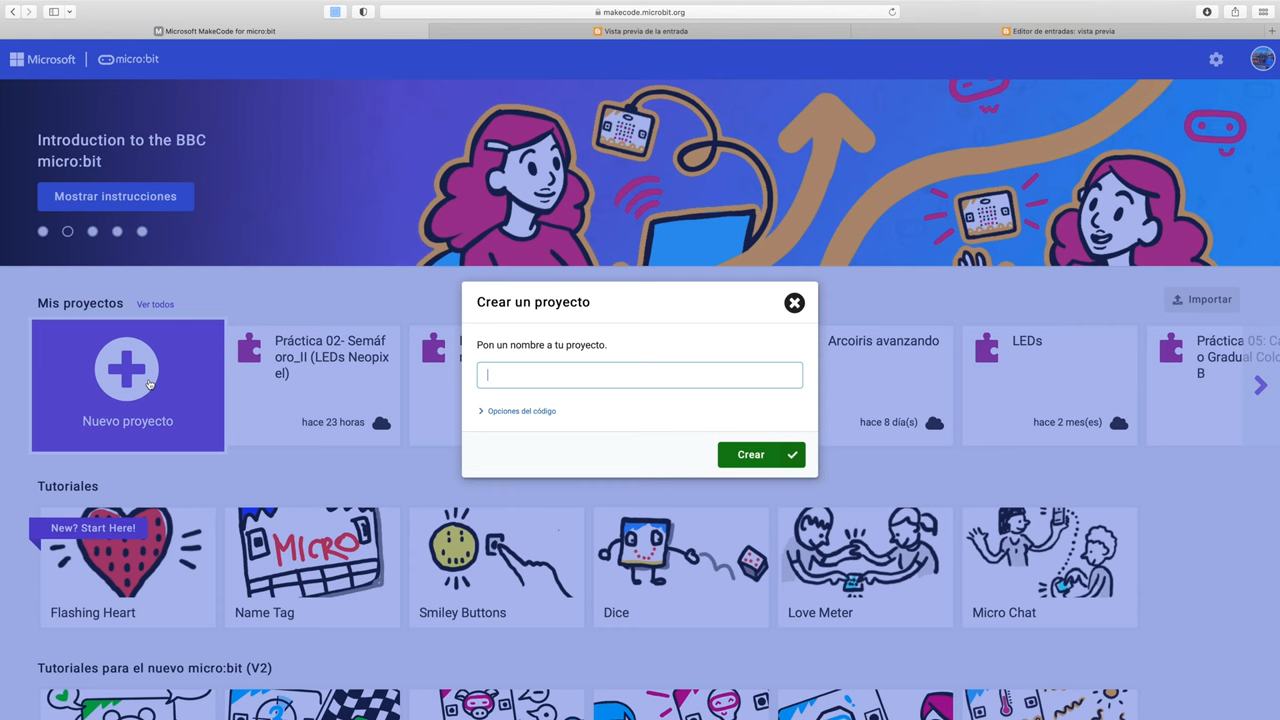 makecode.microbit.org
Microsoft MakeCode for micro:bit
Vista previa de la entrada
Editor de entradas: vista previa
Microsoft
micro:bit
Introduction to the BBC
micro:bit
Mostrar instrucciones
Mis proyectos
Ver todos
Importar
Nuevo proyecto
Práctica 02- Semáf
oro_II (LEDs Neopix
el)
hace 23 horas
Crear un proyecto
Pon un nombre a tu proyecto.
Opciones del código
Crear
Arcoiris avanzando
hace 8 día(s)
LEDs
hace 2 mes(es)
Práctica 05: Ca
o Gradual Colo
B
Tutoriales
New? Start Here!
Flashing Heart
MICRO
Name Tag
Smiley Buttons
Dice
Love Meter
Micro Chat
Tutoriales para el nuevo micro:bit (V2)